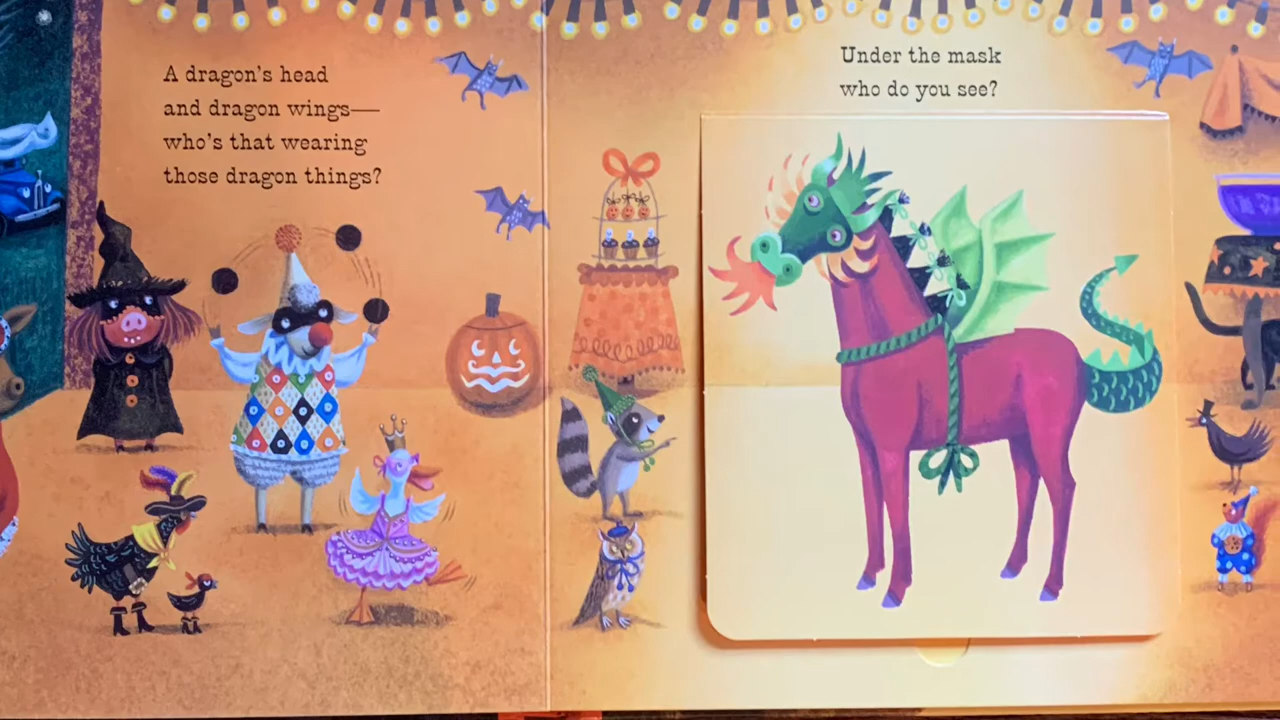 A dragon's head
and dragon wings—
who's that wearing
those dragon things?
Under the mask
who do you see?